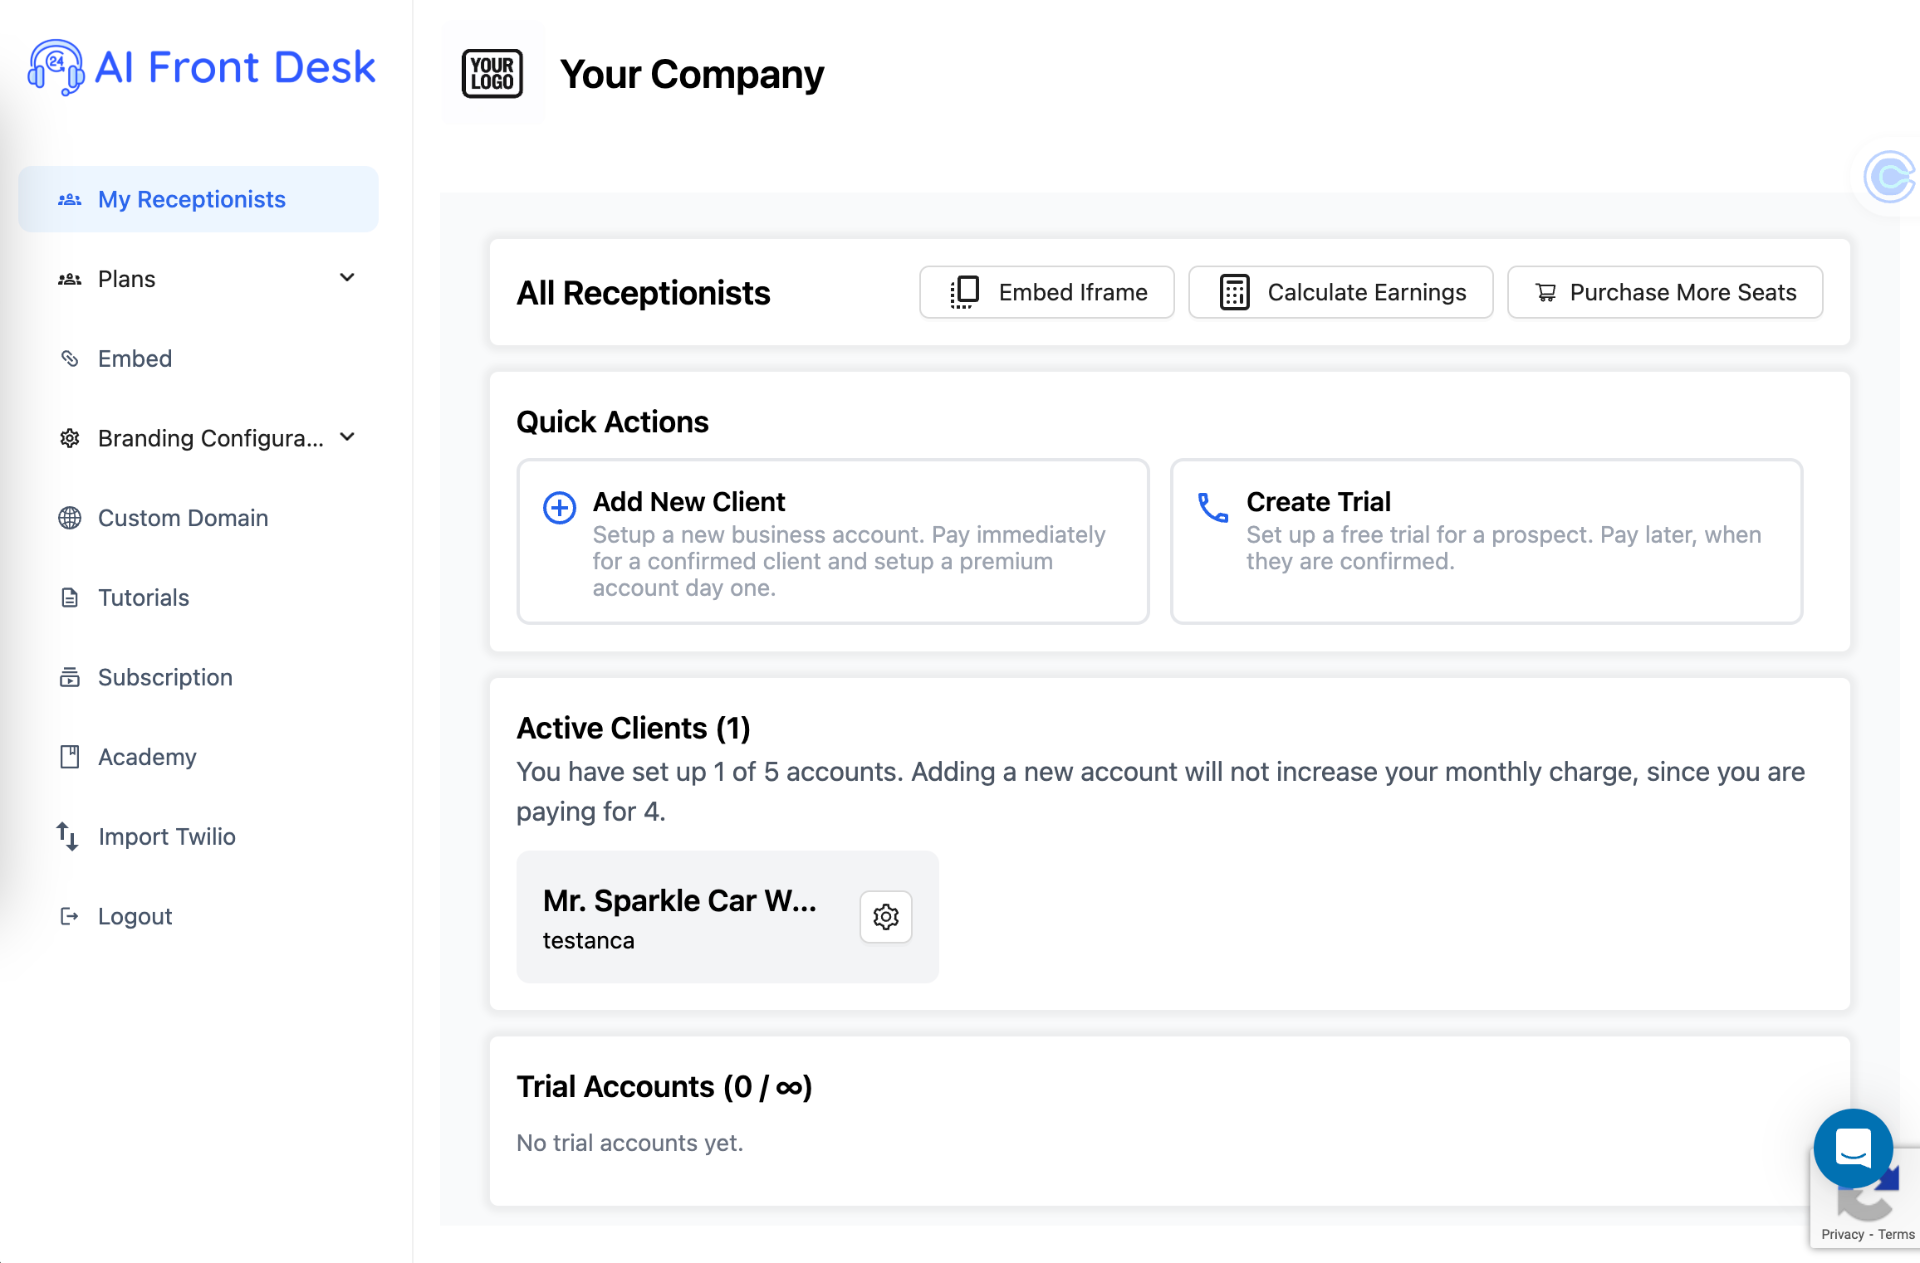 24
AI Front Desk
YOUR
LOGO
Your Company
My Receptionists
Plans
Embed
Branding Configura...
Custom Domain
Tutorials
Subscription
Academy
Import Twilio
Logout
All Receptionists
Embed Iframe
Calculate Earnings
Purchase More Seats
Quick Actions
Add New Client
Setup a new business account. Pay immediately
for a confirmed client and setup a premium
account day one.
Create Trial
Set up a free trial for a prospect. Pay later, when
they are confirmed.
Active Clients (1)
You have set up 1 of 5 accounts. Adding a new account will not increase your monthly charge, since you are
paying for 4.
Mr. Sparkle Car W...
testanca
Trial Accounts (0 / ∞)
No trial accounts yet.
Privacy - Terms